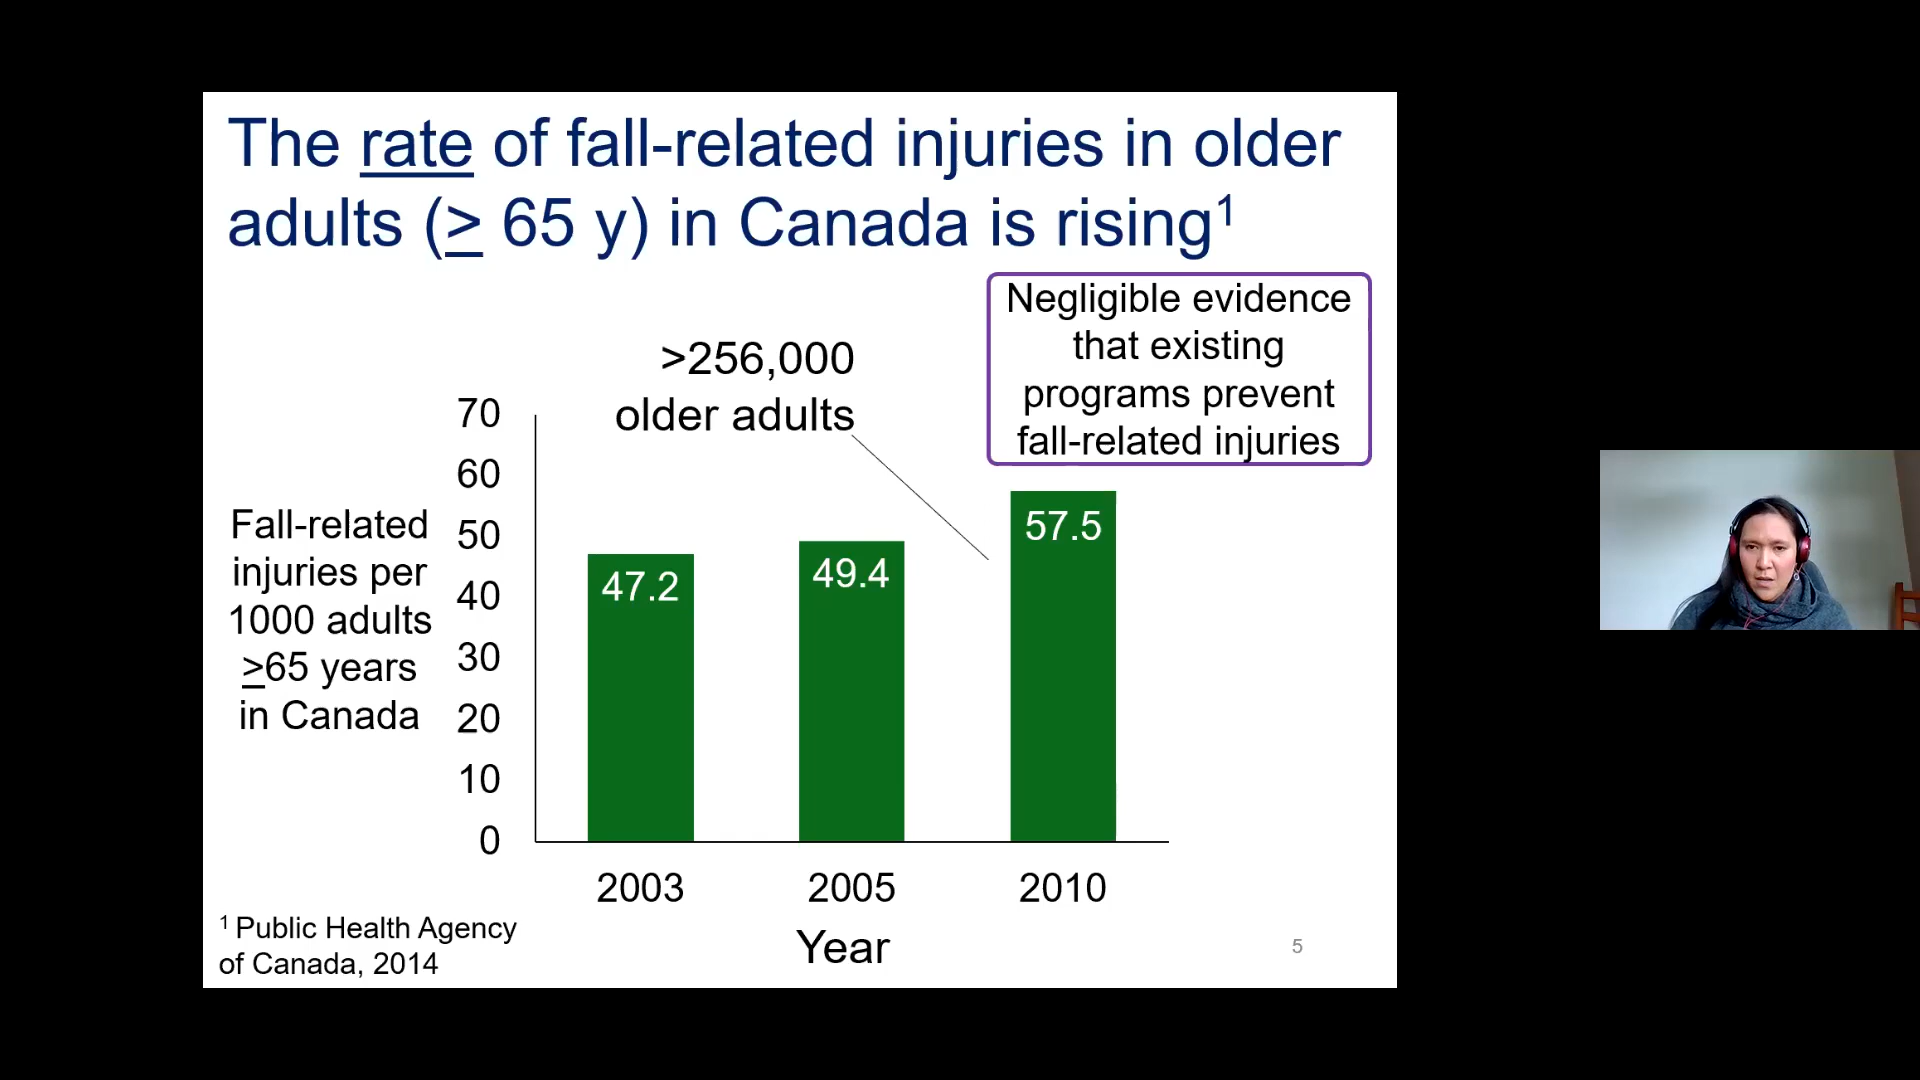 The rate of fall-related injuries in older
adults (≥ 65 y) in Canada is rising¹
Negligible evidence
that existing
programs prevent
fall-related injuries
>256,000
older adults
Fall-related
injuries per
1000 adults
≥65 years
in Canada
70
60
50
40
30
20
10
0
47.2
49.4
57.5
2003
2005
2010
Year
¹ Public Health Agency
of Canada, 2014
5